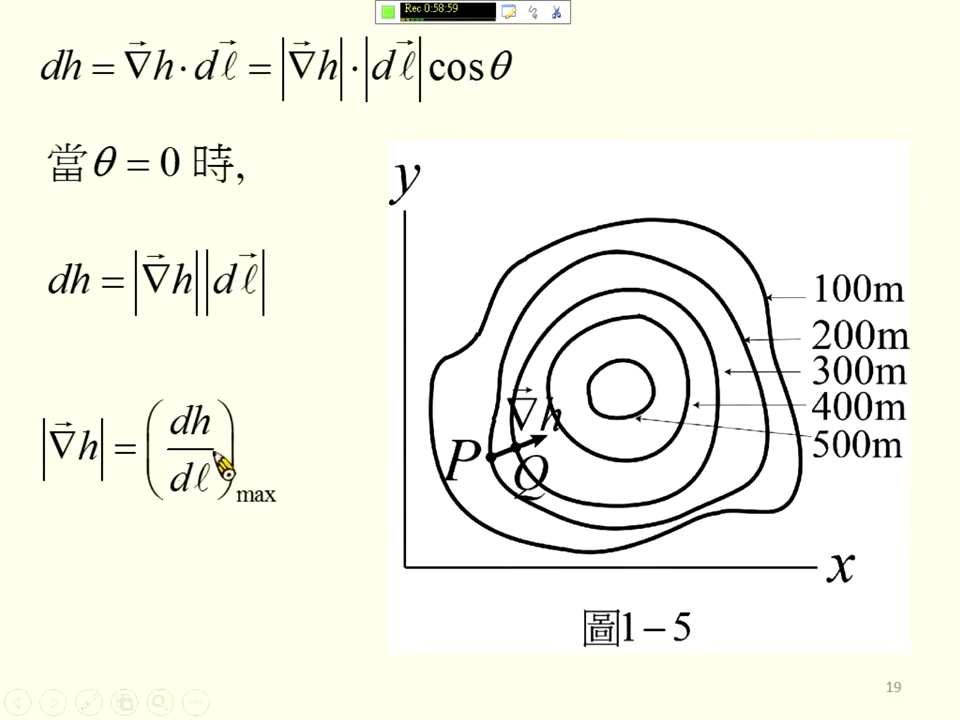 Rec 0:58:59
dh = ∇⃗h · dℓ⃗ = |∇⃗h| · |dℓ⃗| cosθ
當 θ = 0 時,
dh = |∇⃗h| |dℓ⃗|
|∇⃗h| = (dh/dℓ)max
y
100m
200m
300m
400m
500m
∇⃗h
P
Q
x
圖1－5
19